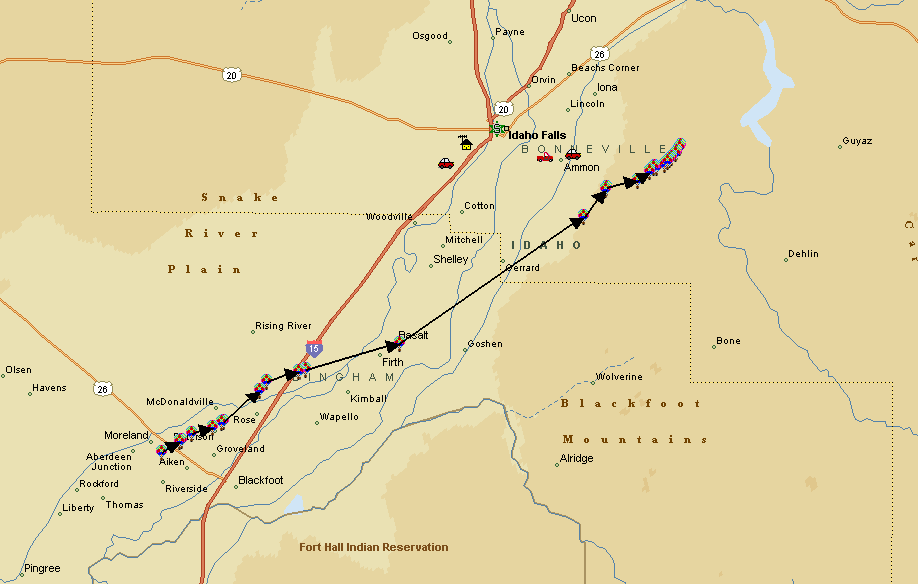 Ucon
Osgood
Payne
26
20
Orvin
Beachs Corner
Iona
20
Lincoln
Idaho Falls
BONNEVILLE
Guyaz
Ammon
Snake
Cotton
Woodville
River
Mitchell
IDAHO
Shelley
Dehlin
Plain
Gerrard
Rising River
15
Basalt
Goshen
Bone
Firth
Olsen
Havens
26
BINGHAM
Wolverine
Kimball
McDonaldville
Blackfoot
Rose
Wapello
Moreland
Mountains
Groveland
Aberdeen
Junction
Aiken
Alridge
Rockford
Riverside
Blackfoot
Thomas
Liberty
Fort Hall Indian Reservation
Pingree